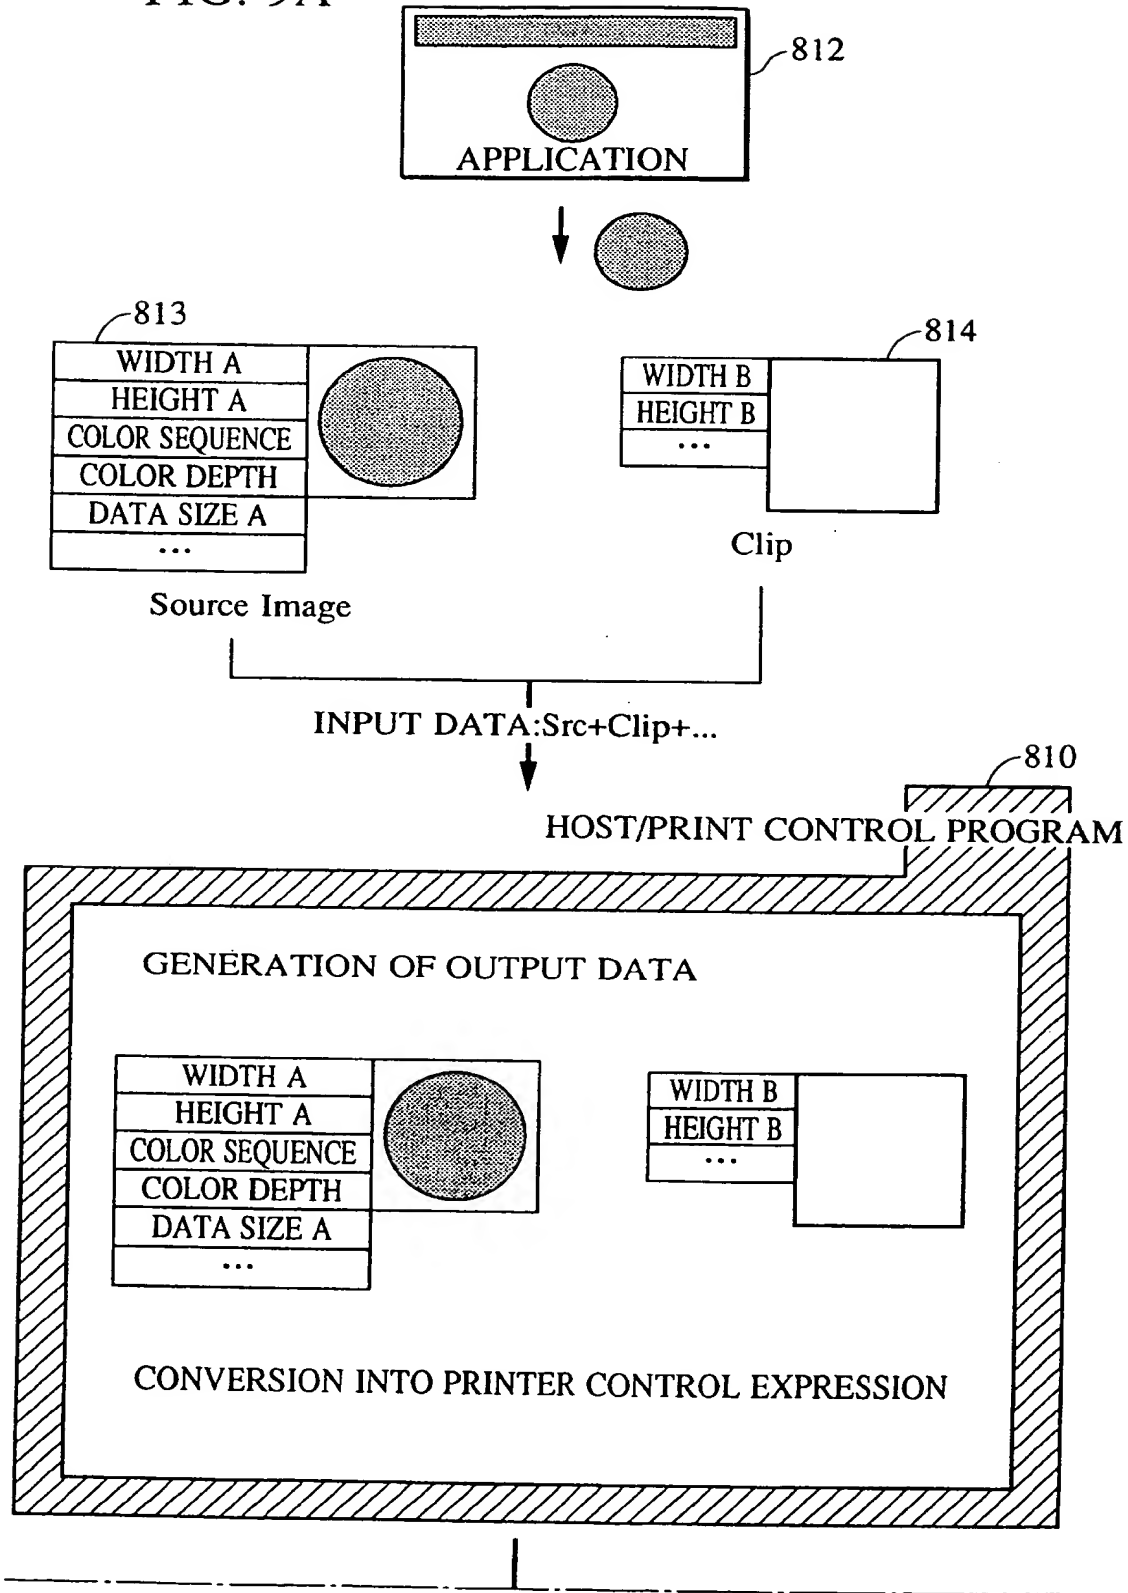 FIG. 9A
812
APPLICATION
813
WIDTH A
HEIGHT A
COLOR SEQUENCE
COLOR DEPTH
DATA SIZE A
...
Source Image
814
WIDTH B
HEIGHT B
...
Clip
INPUT DATA:Src+Clip+...
810
HOST/PRINT CONTROL PROGRAM
GENERATION OF OUTPUT DATA
WIDTH A
HEIGHT A
COLOR SEQUENCE
COLOR DEPTH
DATA SIZE A
...
WIDTH B
HEIGHT B
...
CONVERSION INTO PRINTER CONTROL EXPRESSION